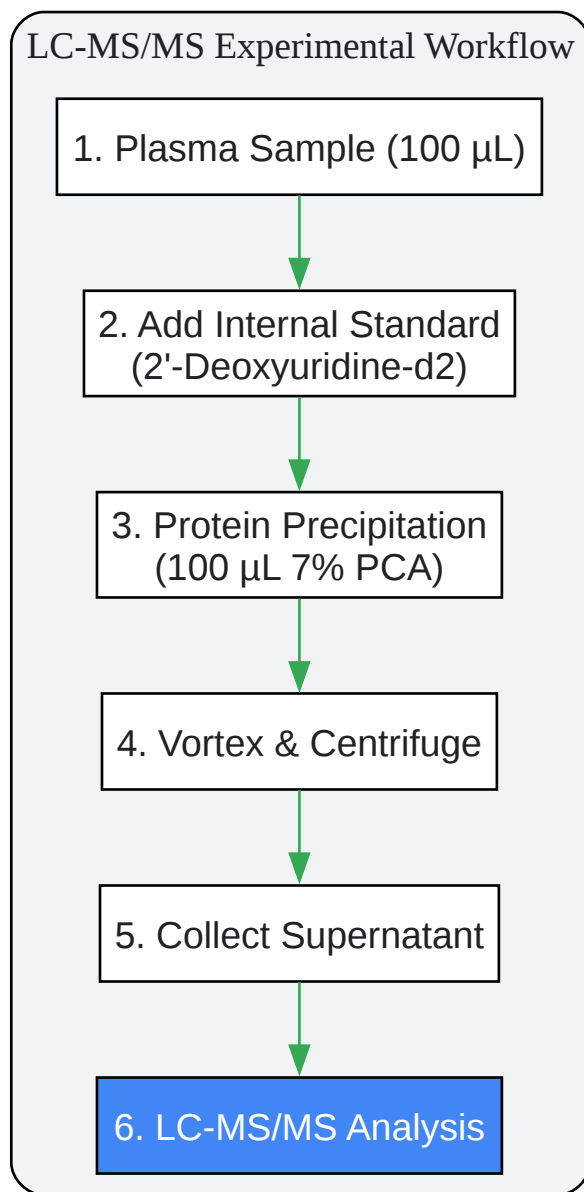 LC-MS/MS Experimental Workflow
1. Plasma Sample (100 µL)
2. Add Internal Standard
(2'-Deoxyuridine-d2)
3. Protein Precipitation
(100 µL 7% PCA)
4. Vortex & Centrifuge
5. Collect Supernatant
6. LC-MS/MS Analysis